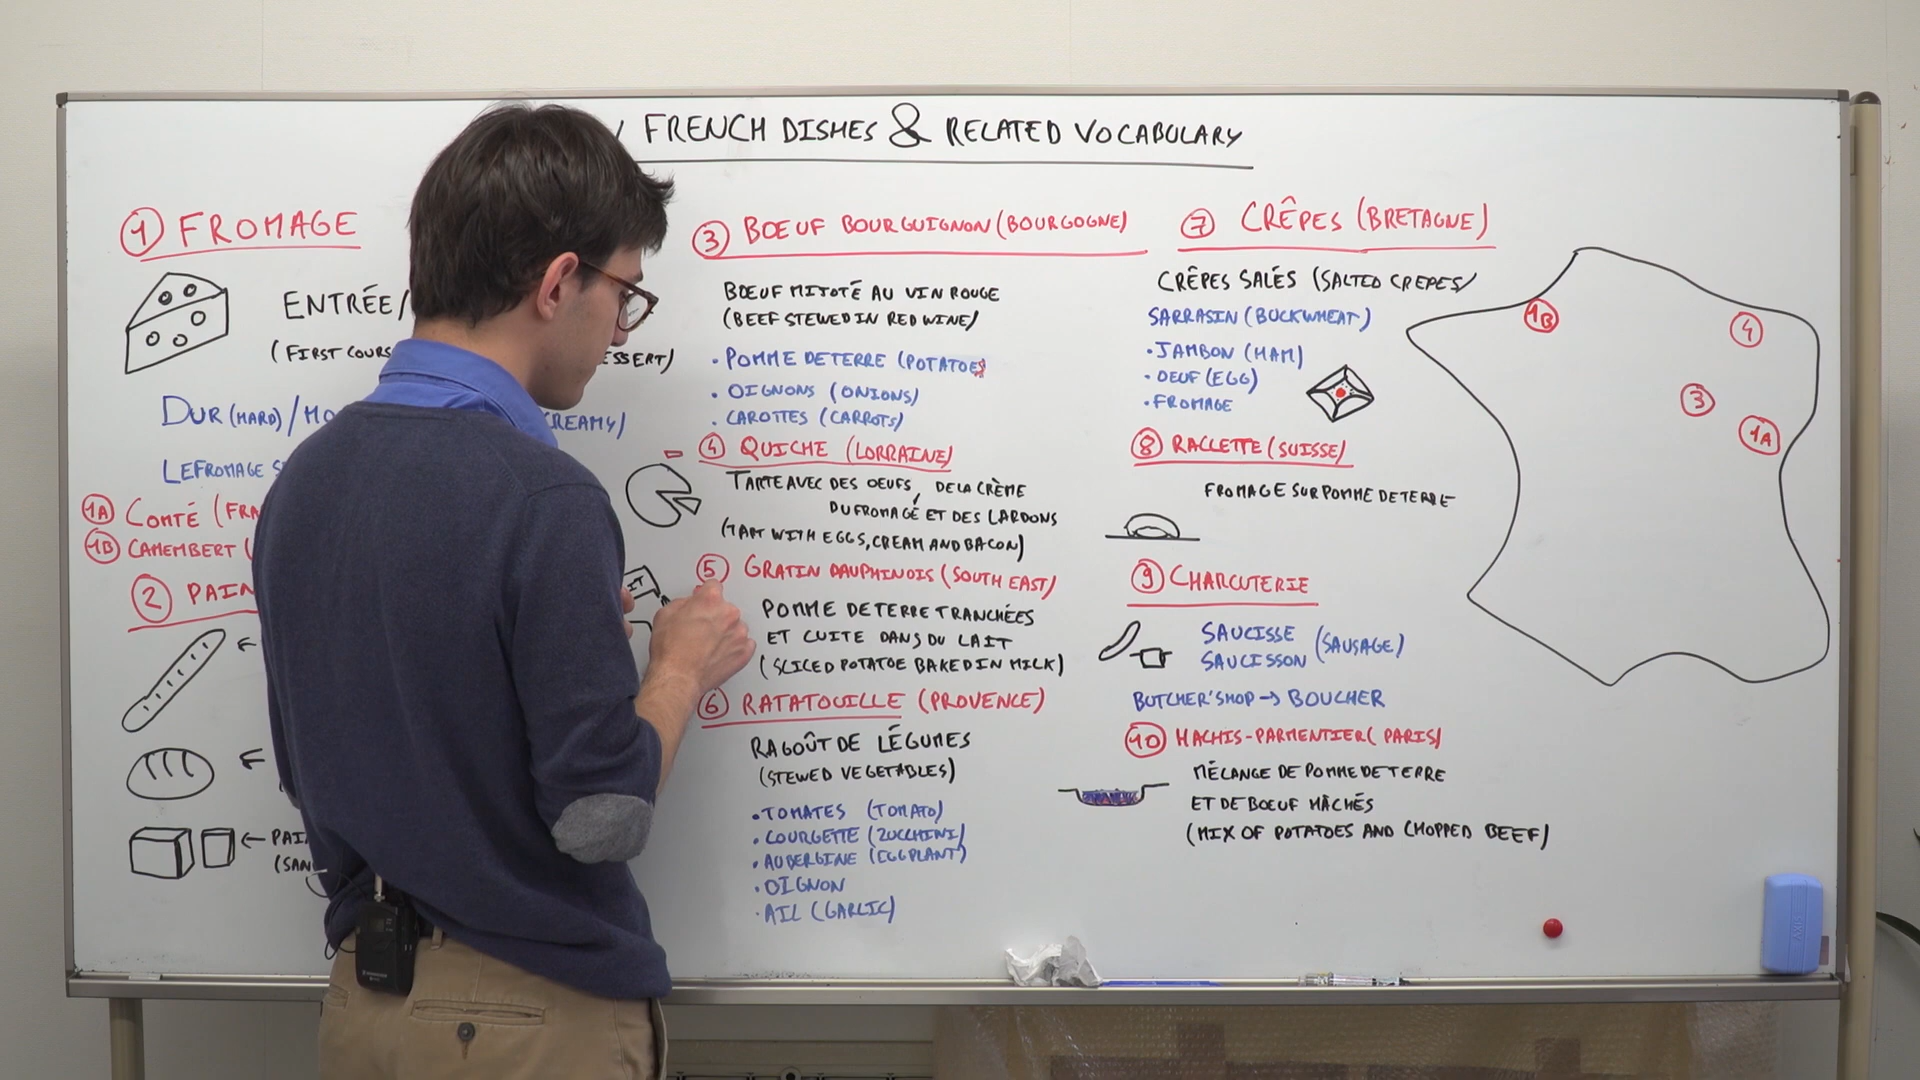 FRENCH DISHES & RELATED VOCABULARY
1 FROMAGE
ENTRÉE/
(FIRST COURS
ESSERT)
DUR (HARD) / MO
CREAMY)
LE FROMAGE S
1A COMTÉ (FRA
1B CAMEMBERT (
2 PAIN
← PAI
(SAN
3 BOEUF BOURGUIGNON (BOURGOGNE)
BOEUF MIJOTÉ AU VIN ROUGE
(BEEF STEWED IN RED WINE)
• POMME DE TERRE (POTATOES
• OIGNONS (ONIONS)
• CAROTTES (CARROTS)
4 QUICHE (LORRAINE)
TARTE AVEC DES OEUFS, DE LA CRÈME
DU FROMAGE ET DES LARDONS
(TART WITH EGGS, CREAM AND BACON)
5 GRATIN DAUPHINOIS (SOUTH EAST)
POMME DE TERRE TRANCHÉES
ET CUITE DANS DU LAIT
(SLICED POTATOE BAKED IN MILK)
6 RATATOUILLE (PROVENCE)
RAGOÛT DE LÉGUMES
(STEWED VEGETABLES)
• TOMATES (TOMATO)
• COURGETTE (ZUCCHINI)
• AUBERGINE (EGGPLANT)
• OIGNON
• AIL (GARLIC)
7 CRÊPES (BRETAGNE)
CRÊPES SALÉS (SALTED CREPES)
SARRASIN (BUCKWHEAT)
• JAMBON (HAM)
• OEUF (EGG)
• FROMAGE
8 RACLETTE (SUISSE)
FROMAGE SUR POMME DE TERRE
9 CHARCUTERIE
SAUCISSE (SAUSAGE)
SAUCISSON
BUTCHER'S HOP → BOUCHER
10 HACHIS-PARMENTIER (PARIS)
MÉLANGE DE POMME DE TERRE
ET DE BOEUF HÂCHÉS
(MIX OF POTATOES AND CHOPPED BEEF)
1B
4
3
1A